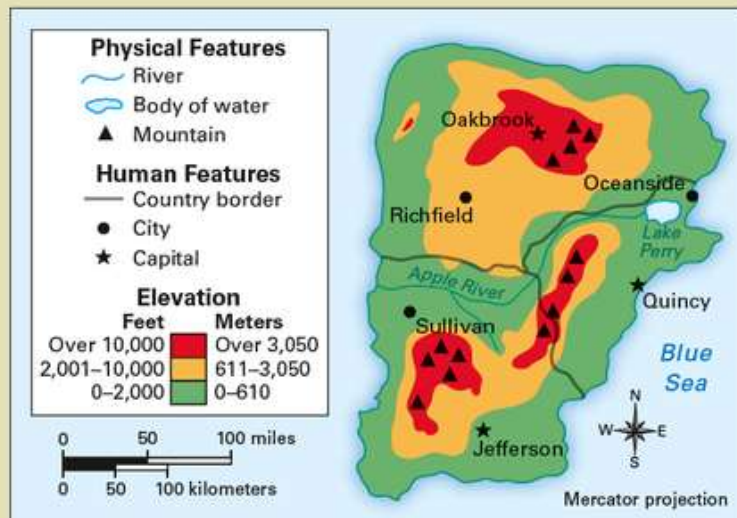 Physical Features
River
Body of water
Mountain
Human Features
Country border
City
Capital
Elevation
Feet Meters
Over 10,000 Over 3,050
2,001–10,000 611–3,050
0–2,000 0–610
0 50 100 miles
0 50 100 kilometers
Oakbrook
Oceanside
Richfield
Lake
Perry
Apple River
Quincy
Sullivan
Blue
Sea
Jefferson
N
W E
S
Mercator projection